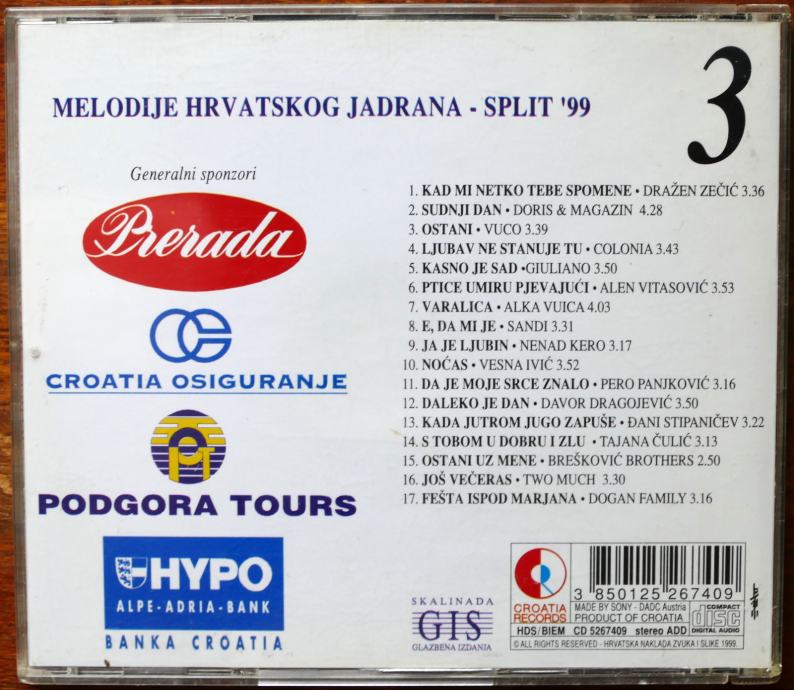 3
MELODIJE HRVATSKOG JADRANA - SPLIT '99
Generalni sponzori
Prerada
CROATIA OSIGURANJE
PODGORA TOURS
HYPO
ALPE-ADRIA-BANK
BANKA CROATIA
1. KAD MI NETKO TEBE SPOMENE • DRAŽEN ZEČIĆ 3.36
2. SUDNJI DAN • DORIS & MAGAZIN 4.28
3. OSTANI • VUCO 3.39
4. LJUBAV NE STANUJE TU • COLONIA 3.43
5. KASNO JE SAD •GIULIANO 3.50
6. PTICE UMIRU PJEVAJUĆI • ALEN VITASOVIĆ 3.53
7. VARALICA • ALKA VUICA 4.03
8. E, DA MI JE • SANDI 3.31
9. JA JE LJUBIN • NENAD KERO 3.17
10. NOĆAS • VESNA IVIĆ 3.52
11. DA JE MOJE SRCE ZNALO • PERO PANJKOVIĆ 3.16
12. DALEKO JE DAN • DAVOR DRAGOJEVIĆ 3.50
13. KADA JUTROM JUGO ZAPUŠE • ĐANI STIPANIČEV 3.22
14. S TOBOM U DOBRU I ZLU • TAJANA ČULIĆ 3.13
15. OSTANI UZ MENE • BREŠKOVIĆ BROTHERS 2.50
16. JOŠ VEČERAS • TWO MUCH 3.30
17. FEŠTA ISPOD MARJANA • DOGAN FAMILY 3.16
SKALINADA
GIS
GLAZBENA IZDANJA
CROATIA
RECORDS
3 850125 267409
MADE BY SONY - DADC Austria
PRODUCT OF CROATIA
COMPACT
disc
DIGITAL AUDIO
HDS/BIEM CD 5267409 stereo ADD
© ALL RIGHTS RESERVED - HRVATSKA NAKLADA ZVUKA I SLIKE 1999.